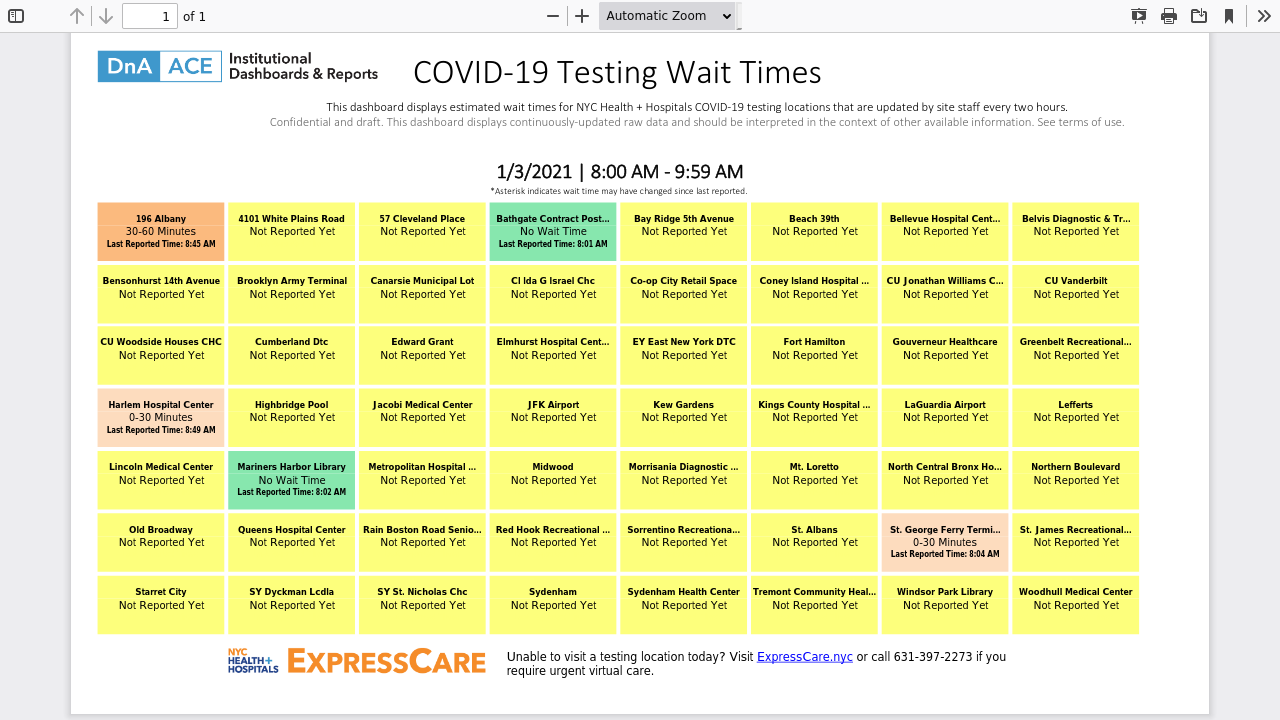 1 of 1 Automatic Zoom
DnA ACE Institutional
Dashboards & Reports
COVID-19 Testing Wait Times
This dashboard displays estimated wait times for NYC Health + Hospitals COVID-19 testing locations that are updated by site staff every two hours.
Confidential and draft. This dashboard displays continuously-updated raw data and should be interpreted in the context of other available information. See terms of use.
1/3/2021 | 8:00 AM - 9:59 AM
*Asterisk indicates wait time may have changed since last reported.
196 Albany
30-60 Minutes
Last Reported Time: 8:45 AM
4101 White Plains Road
Not Reported Yet
57 Cleveland Place
Not Reported Yet
Bathgate Contract Post...
No Wait Time
Last Reported Time: 8:01 AM
Bay Ridge 5th Avenue
Not Reported Yet
Beach 39th
Not Reported Yet
Bellevue Hospital Cent...
Not Reported Yet
Belvis Diagnostic & Tr...
Not Reported Yet
Bensonhurst 14th Avenue
Not Reported Yet
Brooklyn Army Terminal
Not Reported Yet
Canarsie Municipal Lot
Not Reported Yet
CI Ida G Israel Chc
Not Reported Yet
Co-op City Retail Space
Not Reported Yet
Coney Island Hospital ...
Not Reported Yet
CU Jonathan Williams C...
Not Reported Yet
CU Vanderbilt
Not Reported Yet
CU Woodside Houses CHC
Not Reported Yet
Cumberland Dtc
Not Reported Yet
Edward Grant
Not Reported Yet
Elmhurst Hospital Cent...
Not Reported Yet
EY East New York DTC
Not Reported Yet
Fort Hamilton
Not Reported Yet
Gouverneur Healthcare
Not Reported Yet
Greenbelt Recreational...
Not Reported Yet
Harlem Hospital Center
0-30 Minutes
Last Reported Time: 8:49 AM
Highbridge Pool
Not Reported Yet
Jacobi Medical Center
Not Reported Yet
JFK Airport
Not Reported Yet
Kew Gardens
Not Reported Yet
Kings County Hospital ...
Not Reported Yet
LaGuardia Airport
Not Reported Yet
Lefferts
Not Reported Yet
Lincoln Medical Center
Not Reported Yet
Mariners Harbor Library
No Wait Time
Last Reported Time: 8:02 AM
Metropolitan Hospital ...
Not Reported Yet
Midwood
Not Reported Yet
Morrisania Diagnostic ...
Not Reported Yet
Mt. Loretto
Not Reported Yet
North Central Bronx Ho...
Not Reported Yet
Northern Boulevard
Not Reported Yet
Old Broadway
Not Reported Yet
Queens Hospital Center
Not Reported Yet
Rain Boston Road Senio...
Not Reported Yet
Red Hook Recreational ...
Not Reported Yet
Sorrentino Recreationa...
Not Reported Yet
St. Albans
Not Reported Yet
St. George Ferry Termi...
0-30 Minutes
Last Reported Time: 8:04 AM
St. James Recreational...
Not Reported Yet
Starret City
Not Reported Yet
SY Dyckman Lcdla
Not Reported Yet
SY St. Nicholas Chc
Not Reported Yet
Sydenham
Not Reported Yet
Sydenham Health Center
Not Reported Yet
Tremont Community Heal...
Not Reported Yet
Windsor Park Library
Not Reported Yet
Woodhull Medical Center
Not Reported Yet
NYC
HEALTH+
HOSPITALS
EXPRESSCARE
Unable to visit a testing location today? Visit ExpressCare.nyc or call 631-397-2273 if you
require urgent virtual care.